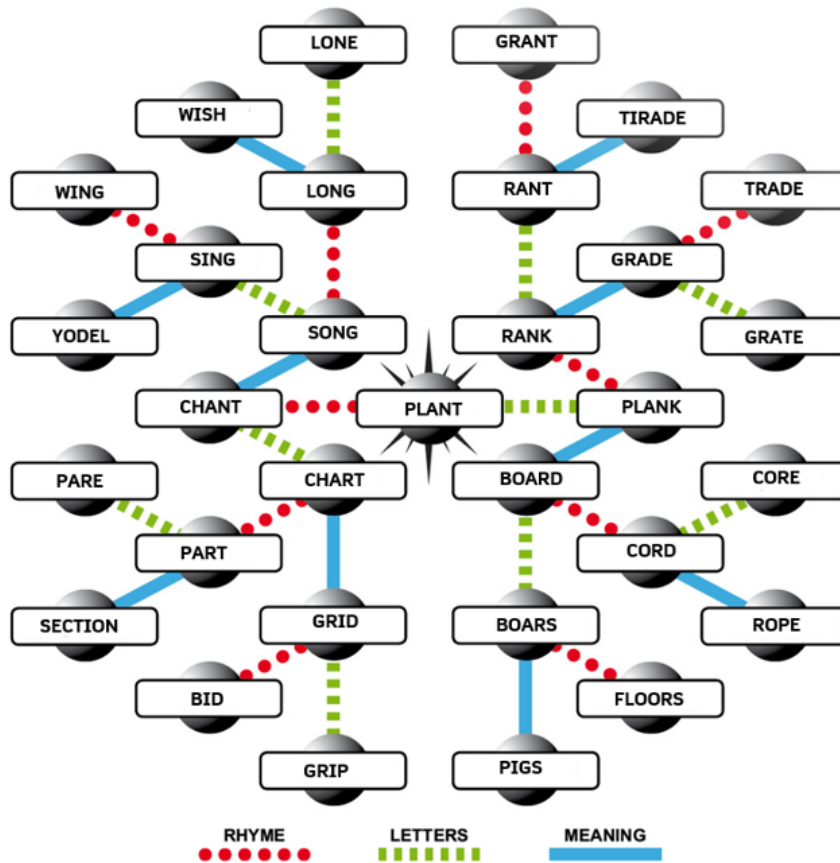 LONE GRANT
WISH TIRADE
WING LONG RANT TRADE
SING GRADE
YODEL SONG RANK GRATE
CHANT PLANT PLANK
PARE CHART BOARD CORE
PART CORD
SECTION GRID BOARS ROPE
BID FLOORS
GRIP PIGS
RHYME LETTERS MEANING